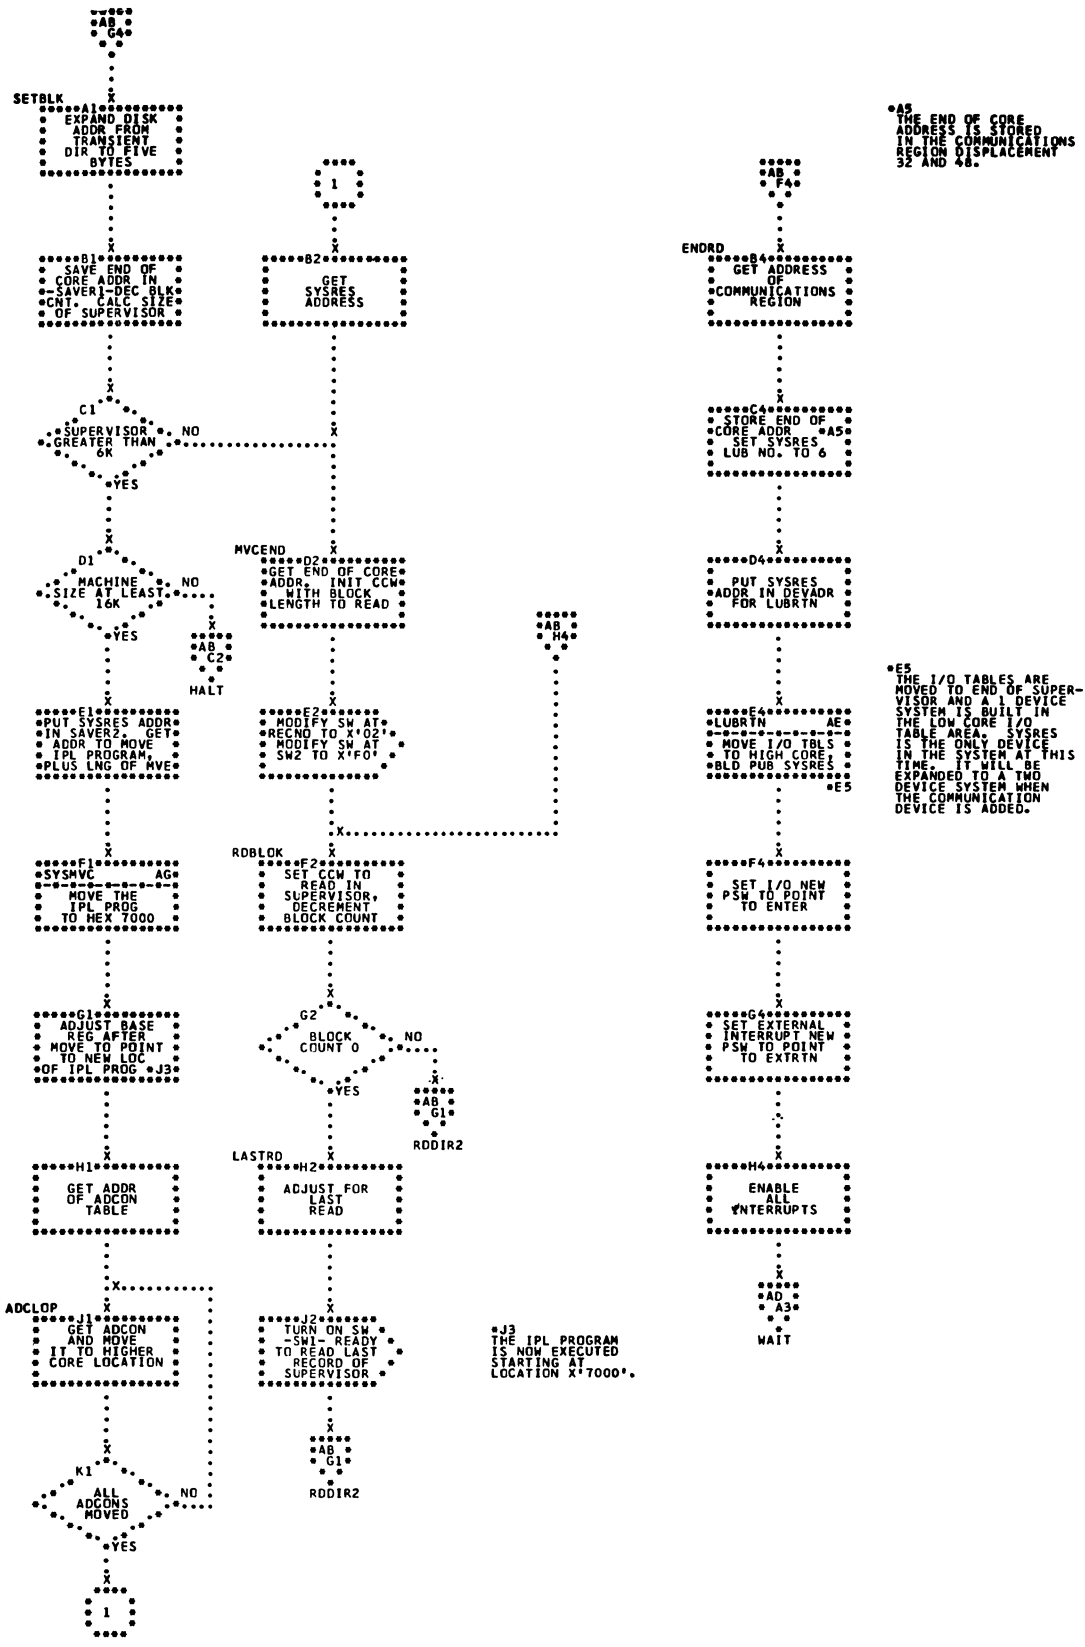 AB
G4
SETBLK
A1
EXPAND DISK
ADDR FROM
TRANSIENT
DIR TO FIVE
BYTES
B1
SAVE END OF
CORE ADDR IN
-SAVER1-DEC BLK
CNT. CALC SIZE
OF SUPERVISOR
C1
SUPERVISOR
GREATER THAN
6K
NO
YES
D1
MACHINE
SIZE AT LEAST
16K
NO
YES
AB
C2
HALT
E1
PUT SYSRES ADDR
IN SAVER2. GET
ADDR TO MOVE
IPL PROGRAM,
PLUS LNG OF MVE
F1
SYSMVC AG
MOVE THE
IPL PROG
TO HEX 7000
G1
ADJUST BASE
REG AFTER
MOVE TO POINT
TO NEW LOC
OF IPL PROG *J3
H1
GET ADDR
OF ADCON
TABLE
ADCLOP
J1
GET ADCON
AND MOVE
IT TO HIGHER
CORE LOCATION
K1
ALL
ADCONS
MOVED
NO
YES
1
1
B2
GET
SYSRES
ADDRESS
MVCEND
D2
GET END OF CORE
ADDR. INIT CCW
WITH BLOCK
LENGTH TO READ
E2
MODIFY SW AT
RECNO TO X'02'
MODIFY SW AT
SW2 TO X'F0'
AB
H4
RDBLOK
F2
SET CCW TO
READ IN
SUPERVISOR,
DECREMENT
BLOCK COUNT
G2
BLOCK
COUNT 0
NO
YES
AB
G1
RDDIR2
LASTRD
H2
ADJUST FOR
LAST
READ
J2
TURN ON SW
-SW1- READY
TO READ LAST
RECORD OF
SUPERVISOR
AB
G1
RDDIR2
*J3
THE IPL PROGRAM
IS NOW EXECUTED
STARTING AT
LOCATION X'7000'.
AB
F4
ENDRD
B4
GET ADDRESS
OF
COMMUNICATIONS
REGION
C4
STORE END OF
CORE ADDR *A5
SET SYSRES
LUB NO. TO 6
D4
PUT SYSRES
ADDR IN DEVADR
FOR LUBRTN
E4
LUBRTN AE
MOVE I/O TBLS
TO HIGH CORE,
BLD PUB SYSRES
*E5
F4
SET I/O NEW
PSW TO POINT
TO ENTER
G4
SET EXTERNAL
INTERRUPT NEW
PSW TO POINT
TO EXTRTN
H4
ENABLE
ALL
INTERRUPTS
AD
A3
WAIT
*A5
THE END OF CORE
ADDRESS IS STORED
IN THE COMMUNICATIONS
REGION DISPLACEMENT
32 AND 48.
*E5
THE I/O TABLES ARE
MOVED TO END OF SUPER-
VISOR AND A 1 DEVICE
SYSTEM IS BUILT IN
THE LOW CORE I/O
TABLE AREA. SYSRES
IS THE ONLY DEVICE
IN THE SYSTEM AT THIS
TIME. IT WILL BE
EXPANDED TO A TWO
DEVICE SYSTEM WHEN
THE COMMUNICATION
DEVICE IS ADDED.